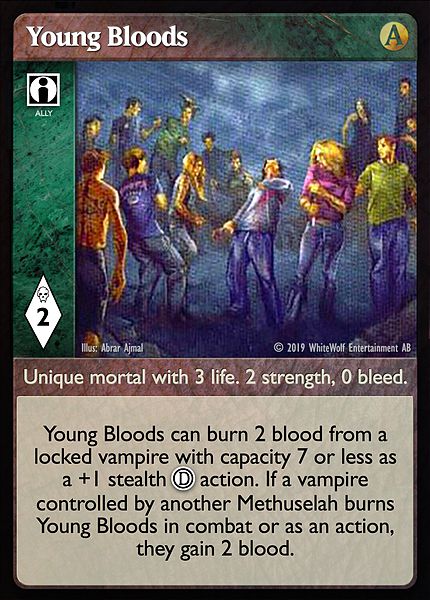 Young Bloods
A
ALLY
2
Illus: Abrar Ajmal
© 2019 WhiteWolf Entertainment AB
Unique mortal with 3 life. 2 strength, 0 bleed.
Young Bloods can burn 2 blood from a
locked vampire with capacity 7 or less as
a +1 stealth Ⓓ action. If a vampire
controlled by another Methuselah burns
Young Bloods in combat or as an action,
they gain 2 blood.